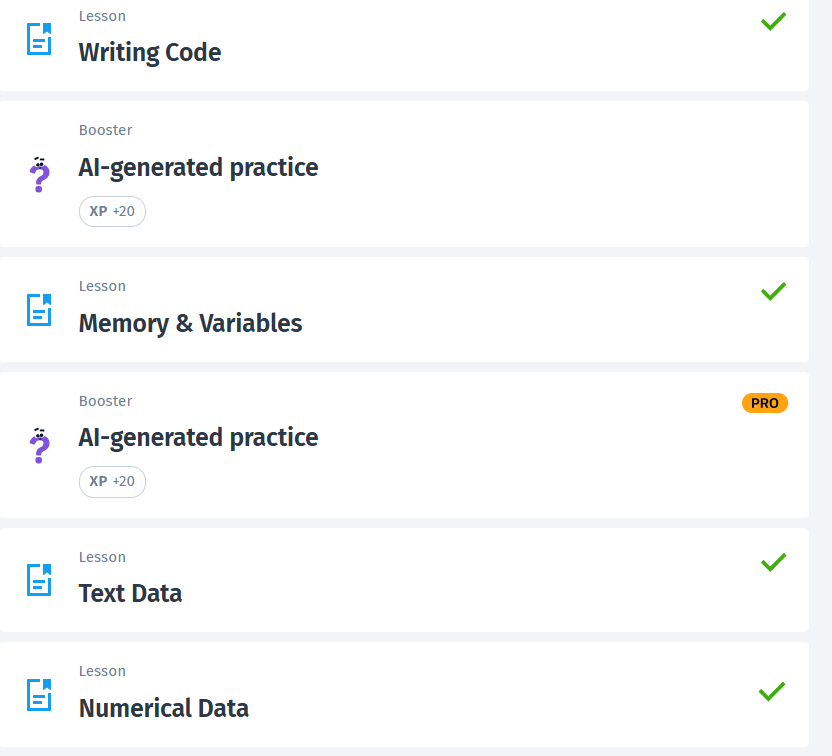 Lesson
Writing Code
Booster
AI-generated practice
XP +20
Lesson
Memory & Variables
Booster
PRO
AI-generated practice
XP +20
Lesson
Text Data
Lesson
Numerical Data